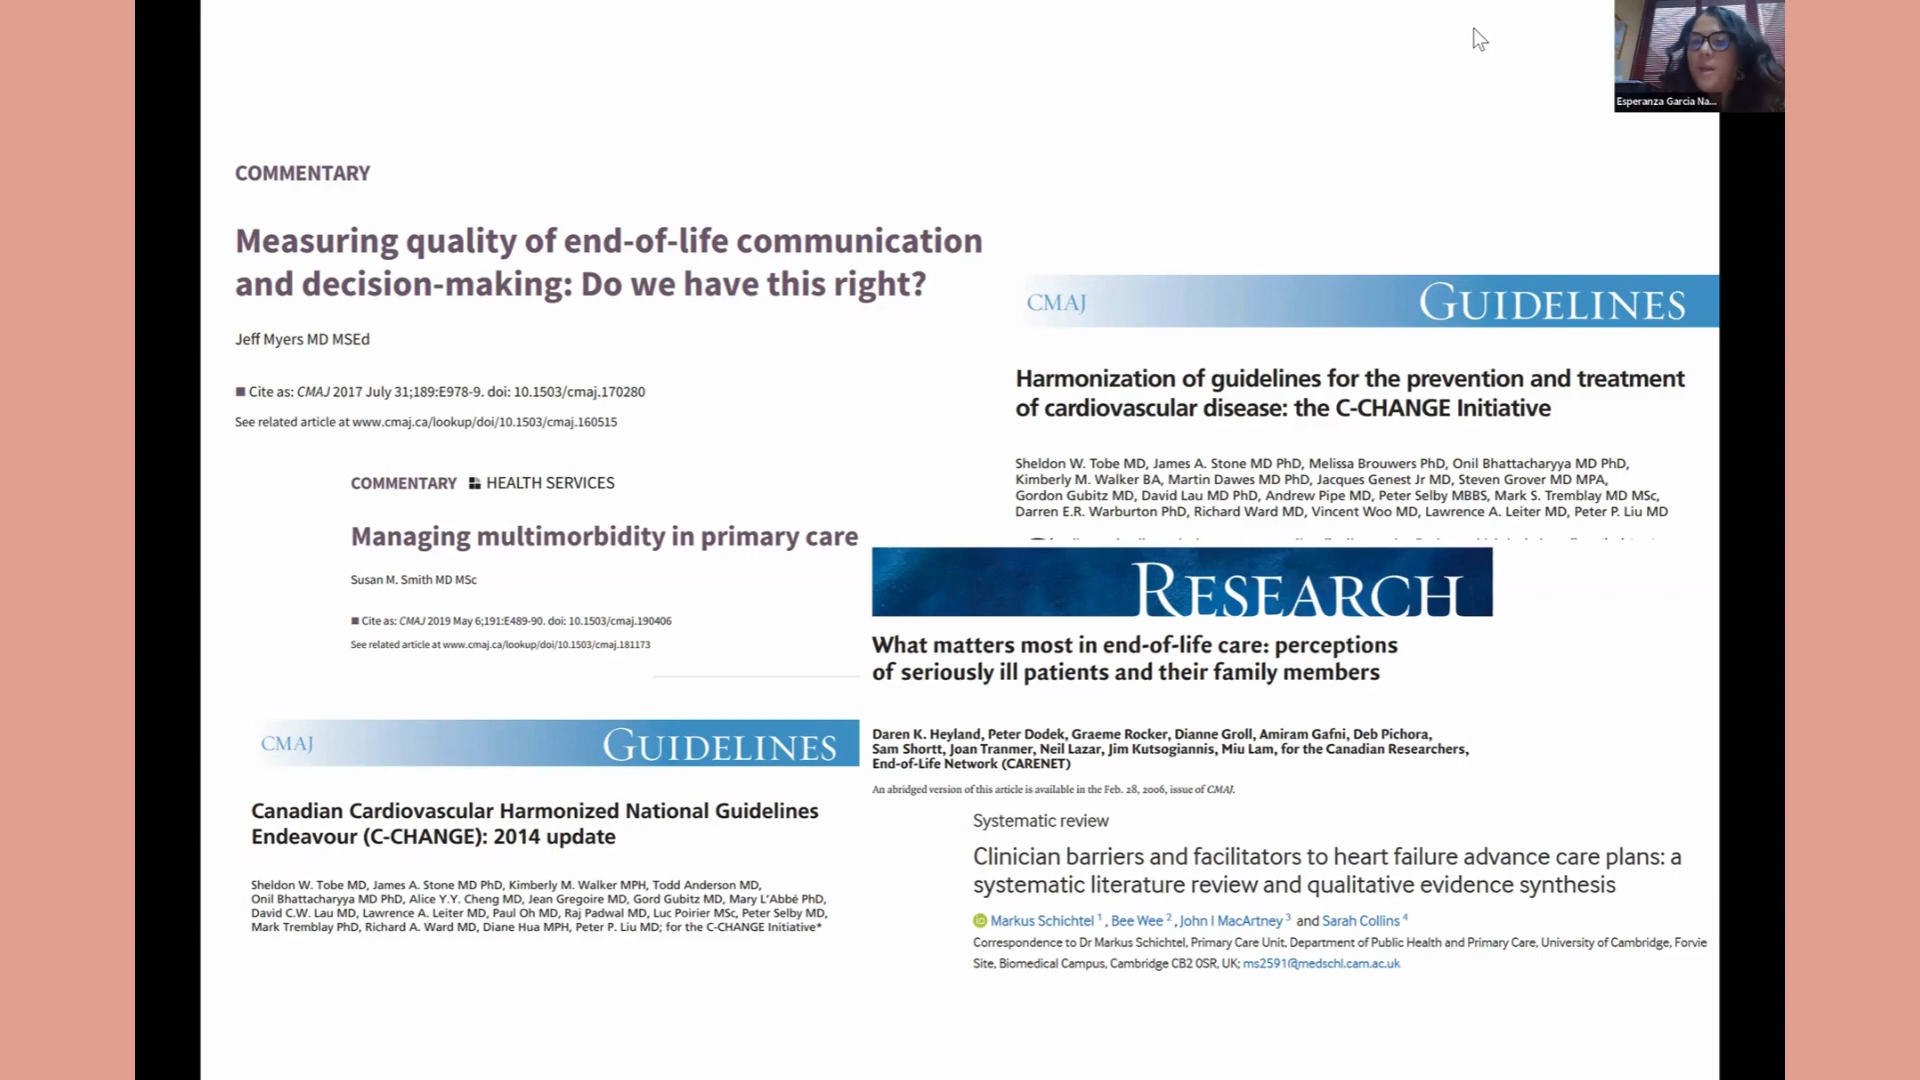 Esperanza Garcia Na...
COMMENTARY
Measuring quality of end-of-life communication
and decision-making: Do we have this right?
Jeff Myers MD MSEd
■ Cite as: CMAJ 2017 July 31;189:E978-9. doi: 10.1503/cmaj.170280
See related article at www.cmaj.ca/lookup/doi/10.1503/cmaj.160515
CMAJ GUIDELINES
Harmonization of guidelines for the prevention and treatment
of cardiovascular disease: the C-CHANGE Initiative
Sheldon W. Tobe MD, James A. Stone MD PhD, Melissa Brouwers PhD, Onil Bhattacharyya MD PhD,
Kimberly M. Walker BA, Martin Dawes MD PhD, Jacques Genest Jr MD, Steven Grover MD MPA,
Gordon Gubitz MD, David Lau MD PhD, Andrew Pipe MD, Peter Selby MBBS, Mark S. Tremblay MD MSc,
Darren E.R. Warburton PhD, Richard Ward MD, Vincent Woo MD, Lawrence A. Leiter MD, Peter P. Liu MD
COMMENTARY HEALTH SERVICES
Managing multimorbidity in primary care
Susan M. Smith MD MSc
■ Cite as: CMAJ 2019 May 6;191:E489-90. doi: 10.1503/cmaj.190406
See related article at www.cmaj.ca/lookup/doi/10.1503/cmaj.181173
RESEARCH
What matters most in end-of-life care: perceptions
of seriously ill patients and their family members
Daren K. Heyland, Peter Dodek, Graeme Rocker, Dianne Groll, Amiram Gafni, Deb Pichora,
Sam Shortt, Joan Tranmer, Neil Lazar, Jim Kutsogiannis, Miu Lam, for the Canadian Researchers,
End-of-Life Network (CARENET)
An abridged version of this article is available in the Feb. 28, 2006, issue of CMAJ.
CMAJ GUIDELINES
Canadian Cardiovascular Harmonized National Guidelines
Endeavour (C-CHANGE): 2014 update
Sheldon W. Tobe MD, James A. Stone MD PhD, Kimberly M. Walker MPH, Todd Anderson MD,
Onil Bhattacharyya MD PhD, Alice Y.Y. Cheng MD, Jean Gregoire MD, Gord Gubitz MD, Mary L'Abbé PhD,
David C.W. Lau MD, Lawrence A. Leiter MD, Paul Oh MD, Raj Padwal MD, Luc Poirier MSc, Peter Selby MD,
Mark Tremblay PhD, Richard A. Ward MD, Diane Hua MPH, Peter P. Liu MD; for the C-CHANGE Initiative*
Systematic review
Clinician barriers and facilitators to heart failure advance care plans: a
systematic literature review and qualitative evidence synthesis
iD Markus Schichtel 1, Bee Wee 2, John I MacArtney 3 and Sarah Collins 4
Correspondence to Dr Markus Schichtel, Primary Care Unit, Department of Public Health and Primary Care, University of Cambridge, Forvie
Site, Biomedical Campus, Cambridge CB2 0SR, UK; ms2591@medschl.cam.ac.uk